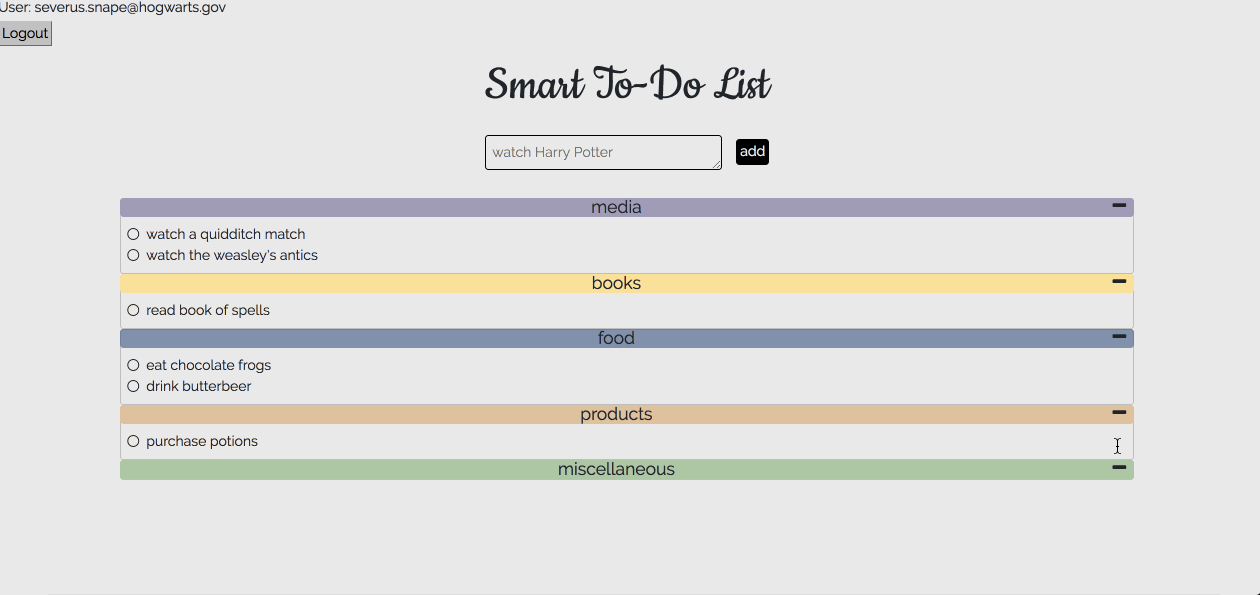 User: severus.snape@hogwarts.gov
Logout
Smart To-Do List
watch Harry Potter
add
media
watch a quidditch match
watch the weasley's antics
books
read book of spells
food
eat chocolate frogs
drink butterbeer
products
purchase potions
miscellaneous